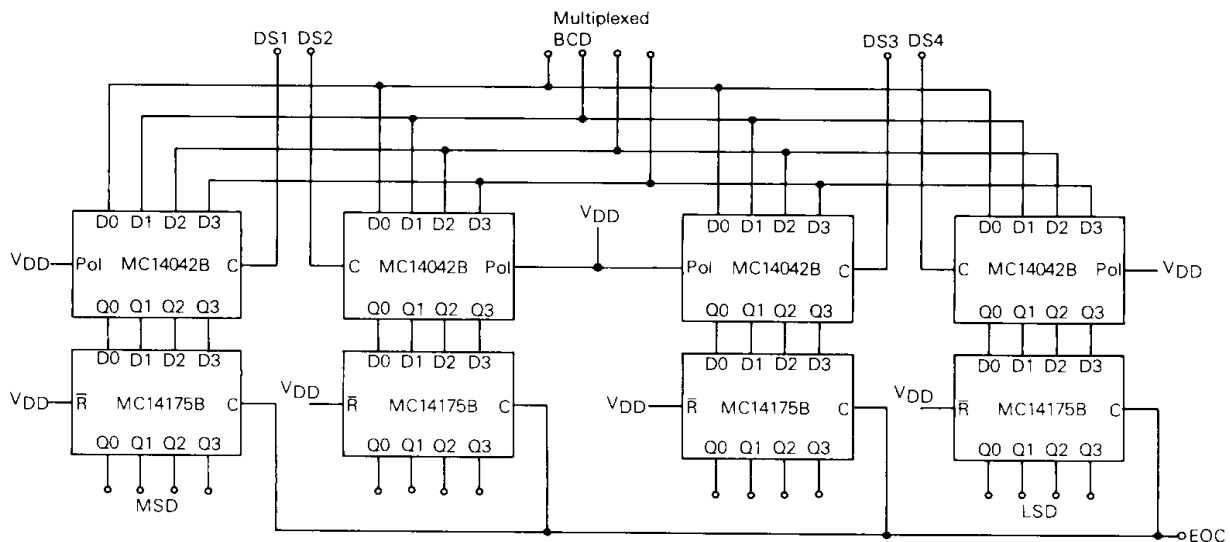 Multiplexed
DS1 DS2 BCD DS3 DS4
D0 D1 D2 D3 D0 D1 D2 D3 VDD D0 D1 D2 D3 D0 D1 D2 D3
VDD Pol MC14042B C C MC14042B Pol Pol MC14042B C C MC14042B Pol VDD
Q0 Q1 Q2 Q3 Q0 Q1 Q2 Q3 Q0 Q1 Q2 Q3 Q0 Q1 Q2 Q3
D0 D1 D2 D3 D0 D1 D2 D3 D0 D1 D2 D3 D0 D1 D2 D3
VDD R̅ MC14175B C VDD R̅ MC14175B C VDD R̅ MC14175B C VDD R̅ MC14175B C
Q0 Q1 Q2 Q3 Q0 Q1 Q2 Q3 Q0 Q1 Q2 Q3 Q0 Q1 Q2 Q3
MSD LSD
EOC